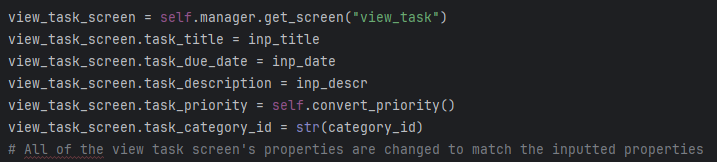 view_task_screen = self.manager.get_screen("view_task")
view_task_screen.task_title = inp_title
view_task_screen.task_due_date = inp_date
view_task_screen.task_description = inp_descr
view_task_screen.task_priority = self.convert_priority()
view_task_screen.task_category_id = str(category_id)
# All of the view task screen's properties are changed to match the inputted properties